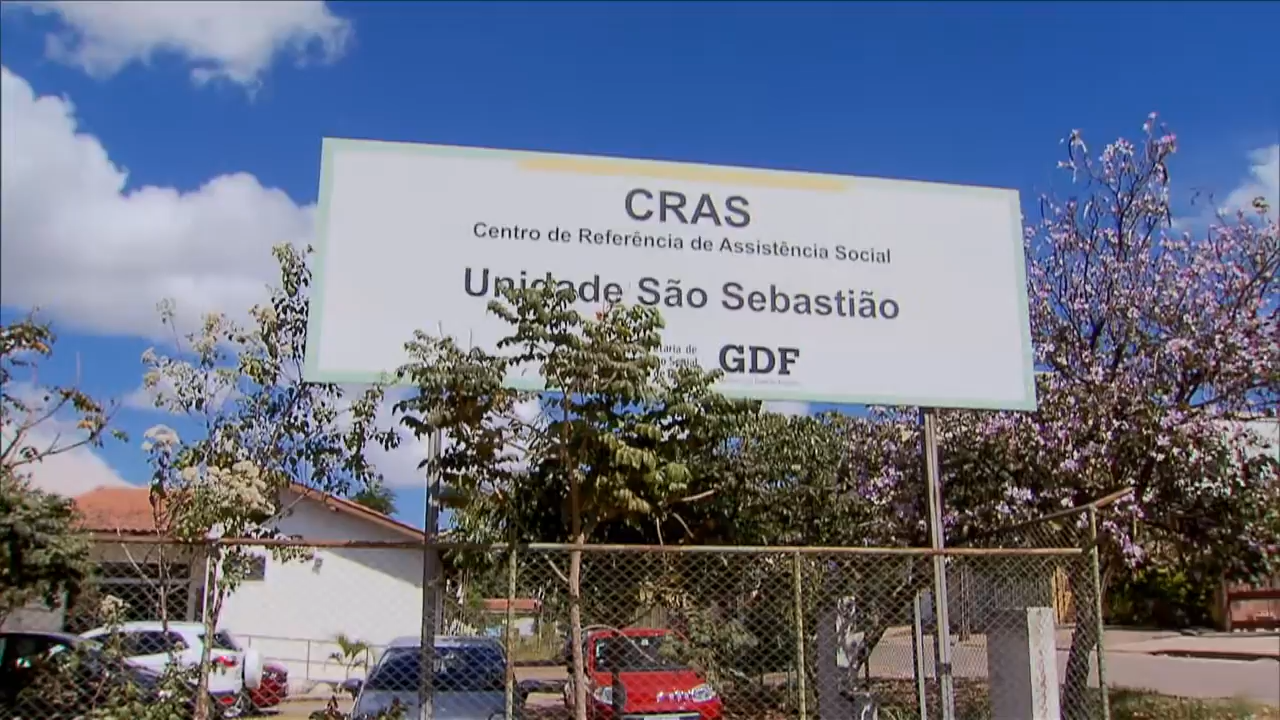 CRAS
Centro de Referência de Assistência Social
Unidade São Sebastião
GDF